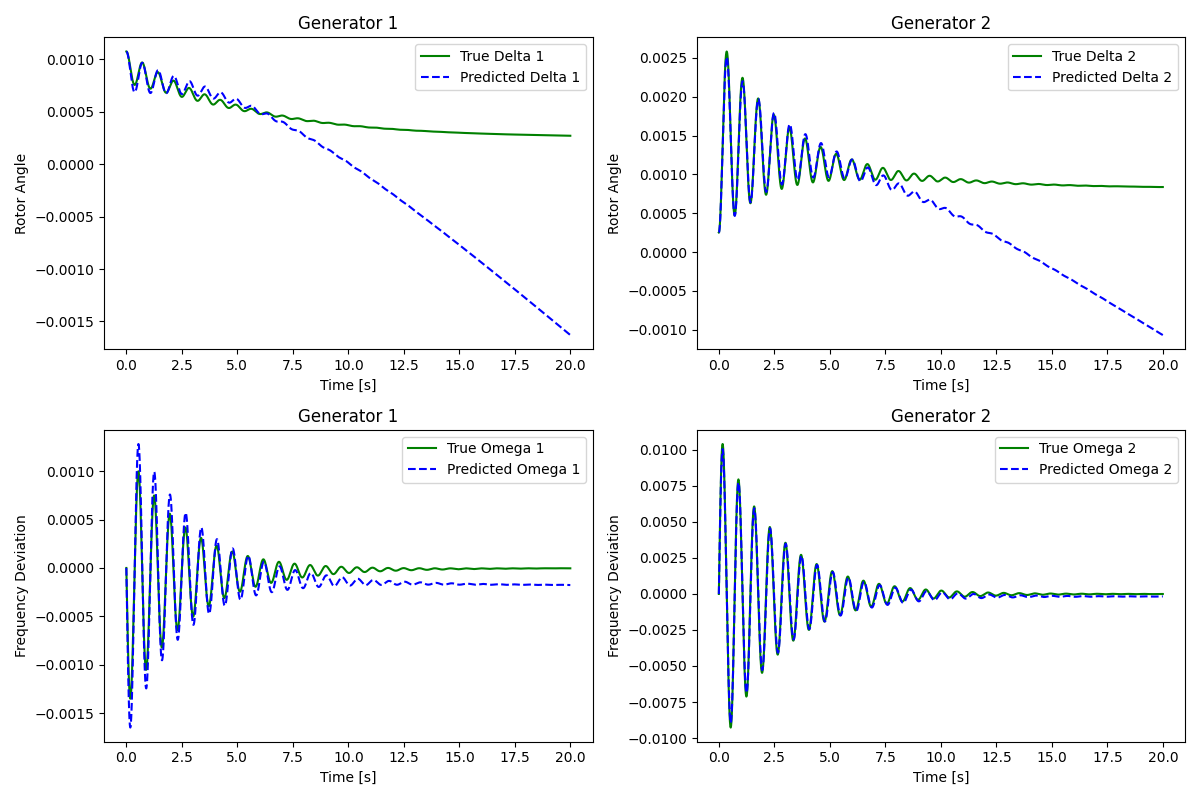 Generator 1
True Delta 1
Predicted Delta 1
0.0010
0.0005
0.0000
−0.0005
−0.0010
−0.0015
Rotor Angle
0.0 2.5 5.0 7.5 10.0 12.5 15.0 17.5 20.0
Time [s]
Generator 2
True Delta 2
Predicted Delta 2
0.0025
0.0020
0.0015
0.0010
0.0005
0.0000
−0.0005
−0.0010
Rotor Angle
0.0 2.5 5.0 7.5 10.0 12.5 15.0 17.5 20.0
Time [s]
Generator 1
True Omega 1
Predicted Omega 1
0.0010
0.0005
0.0000
−0.0005
−0.0010
−0.0015
Frequency Deviation
0.0 2.5 5.0 7.5 10.0 12.5 15.0 17.5 20.0
Time [s]
Generator 2
True Omega 2
Predicted Omega 2
0.0100
0.0075
0.0050
0.0025
0.0000
−0.0025
−0.0050
−0.0075
−0.0100
Frequency Deviation
0.0 2.5 5.0 7.5 10.0 12.5 15.0 17.5 20.0
Time [s]